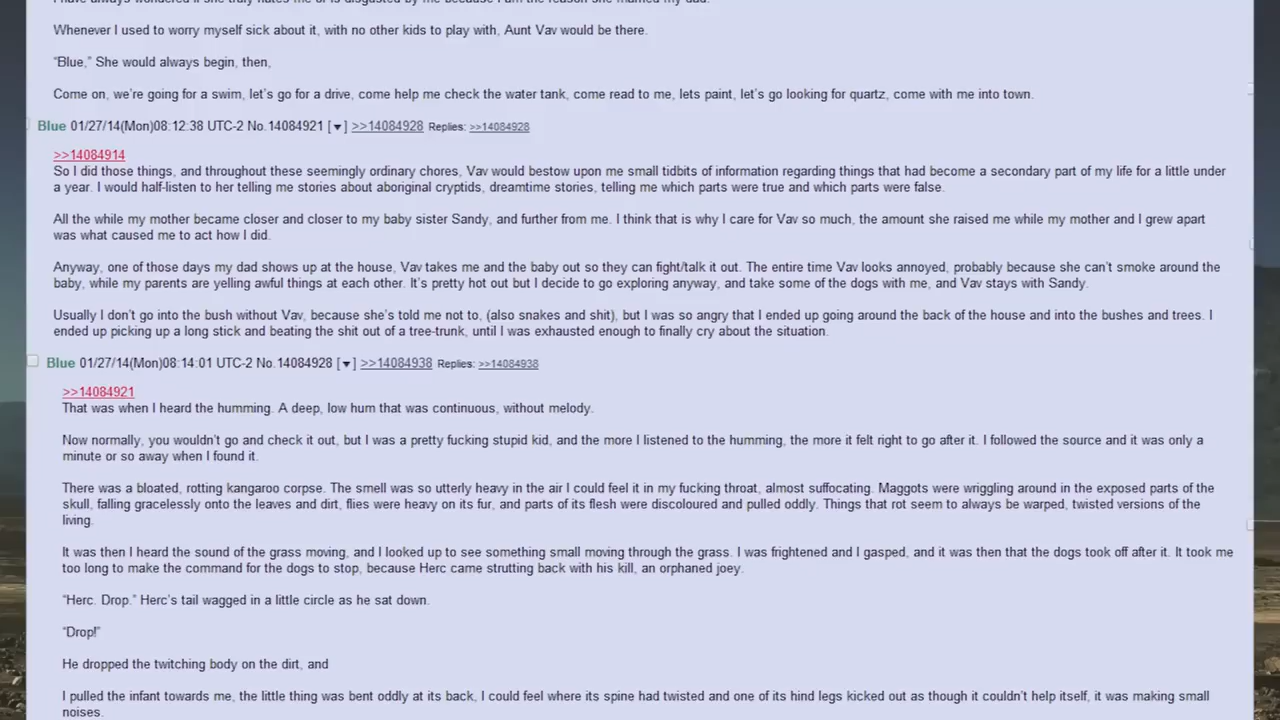 I have always wondered if she truly hates me or is disgusted by me because I am the reason she married my dad.
Whenever I used to worry myself sick about it, with no other kids to play with, Aunt Vav would be there.
“Blue,” She would always begin, then,
Come on, we’re going for a swim, let’s go for a drive, come help me check the water tank, come read to me, lets paint, let’s go looking for quartz, come with me into town.
Blue 01/27/14(Mon)08:12:38 UTC-2 No.14084921 [▼] >>14084928 Replies: >>14084928
>>14084914
So I did those things, and throughout these seemingly ordinary chores, Vav would bestow upon me small tidbits of information regarding things that had become a secondary part of my life for a little under
a year. I would half-listen to her telling me stories about aboriginal cryptids, dreamtime stories, telling me which parts were true and which parts were false.
All the while my mother became closer and closer to my baby sister Sandy, and further from me. I think that is why I care for Vav so much, the amount she raised me while my mother and I grew apart
was what caused me to act how I did.
Anyway, one of those days my dad shows up at the house, Vav takes me and the baby out so they can fight/talk it out. The entire time Vav looks annoyed, probably because she can’t smoke around the
baby, while my parents are yelling awful things at each other. It’s pretty hot out but I decide to go exploring anyway, and take some of the dogs with me, and Vav stays with Sandy.
Usually I don’t go into the bush without Vav, because she’s told me not to, (also snakes and shit), but I was so angry that I ended up going around the back of the house and into the bushes and trees. I
ended up picking up a long stick and beating the shit out of a tree-trunk, until I was exhausted enough to finally cry about the situation.
Blue 01/27/14(Mon)08:14:01 UTC-2 No.14084928 [▼] >>14084938 Replies: >>14084938
>>14084921
That was when I heard the humming. A deep, low hum that was continuous, without melody.
Now normally, you wouldn’t go and check it out, but I was a pretty fucking stupid kid, and the more I listened to the humming, the more it felt right to go after it. I followed the source and it was only a
minute or so away when I found it.
There was a bloated, rotting kangaroo corpse. The smell was so utterly heavy in the air I could feel it in my fucking throat, almost suffocating. Maggots were wriggling around in the exposed parts of the
skull, falling gracelessly onto the leaves and dirt, flies were heavy on its fur, and parts of its flesh were discoloured and pulled oddly. Things that rot seem to always be warped, twisted versions of the
living.
It was then I heard the sound of the grass moving, and I looked up to see something small moving through the grass. I was frightened and I gasped, and it was then that the dogs took off after it. It took me
too long to make the command for the dogs to stop, because Herc came strutting back with his kill, an orphaned joey.
“Herc. Drop.” Herc’s tail wagged in a little circle as he sat down.
“Drop!”
He dropped the twitching body on the dirt, and
I pulled the infant towards me, the little thing was bent oddly at its back, I could feel where its spine had twisted and one of its hind legs kicked out as though it couldn’t help itself, it was making small
noises.